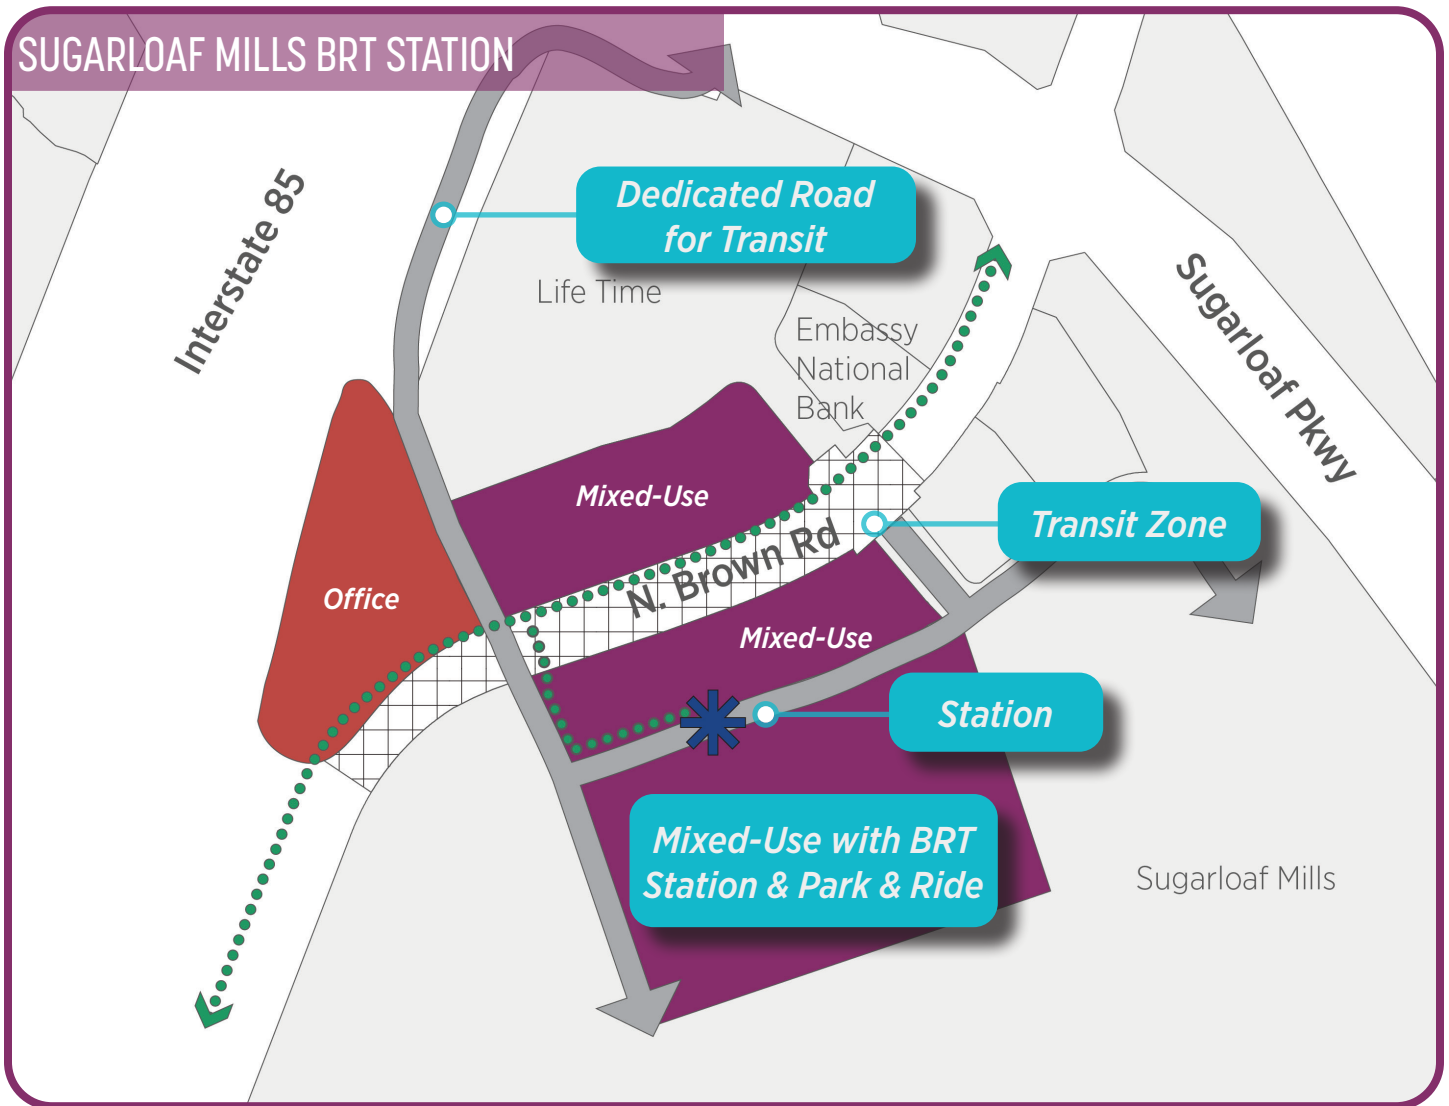 SUGARLOAF MILLS BRT STATION
Interstate 85
Dedicated Road
for Transit
Life Time
Embassy
National
Bank
Sugarloaf Pkwy
Mixed-Use
Transit Zone
N. Brown Rd
Office
Mixed-Use
Station
Mixed-Use with BRT
Station & Park & Ride
Sugarloaf Mills